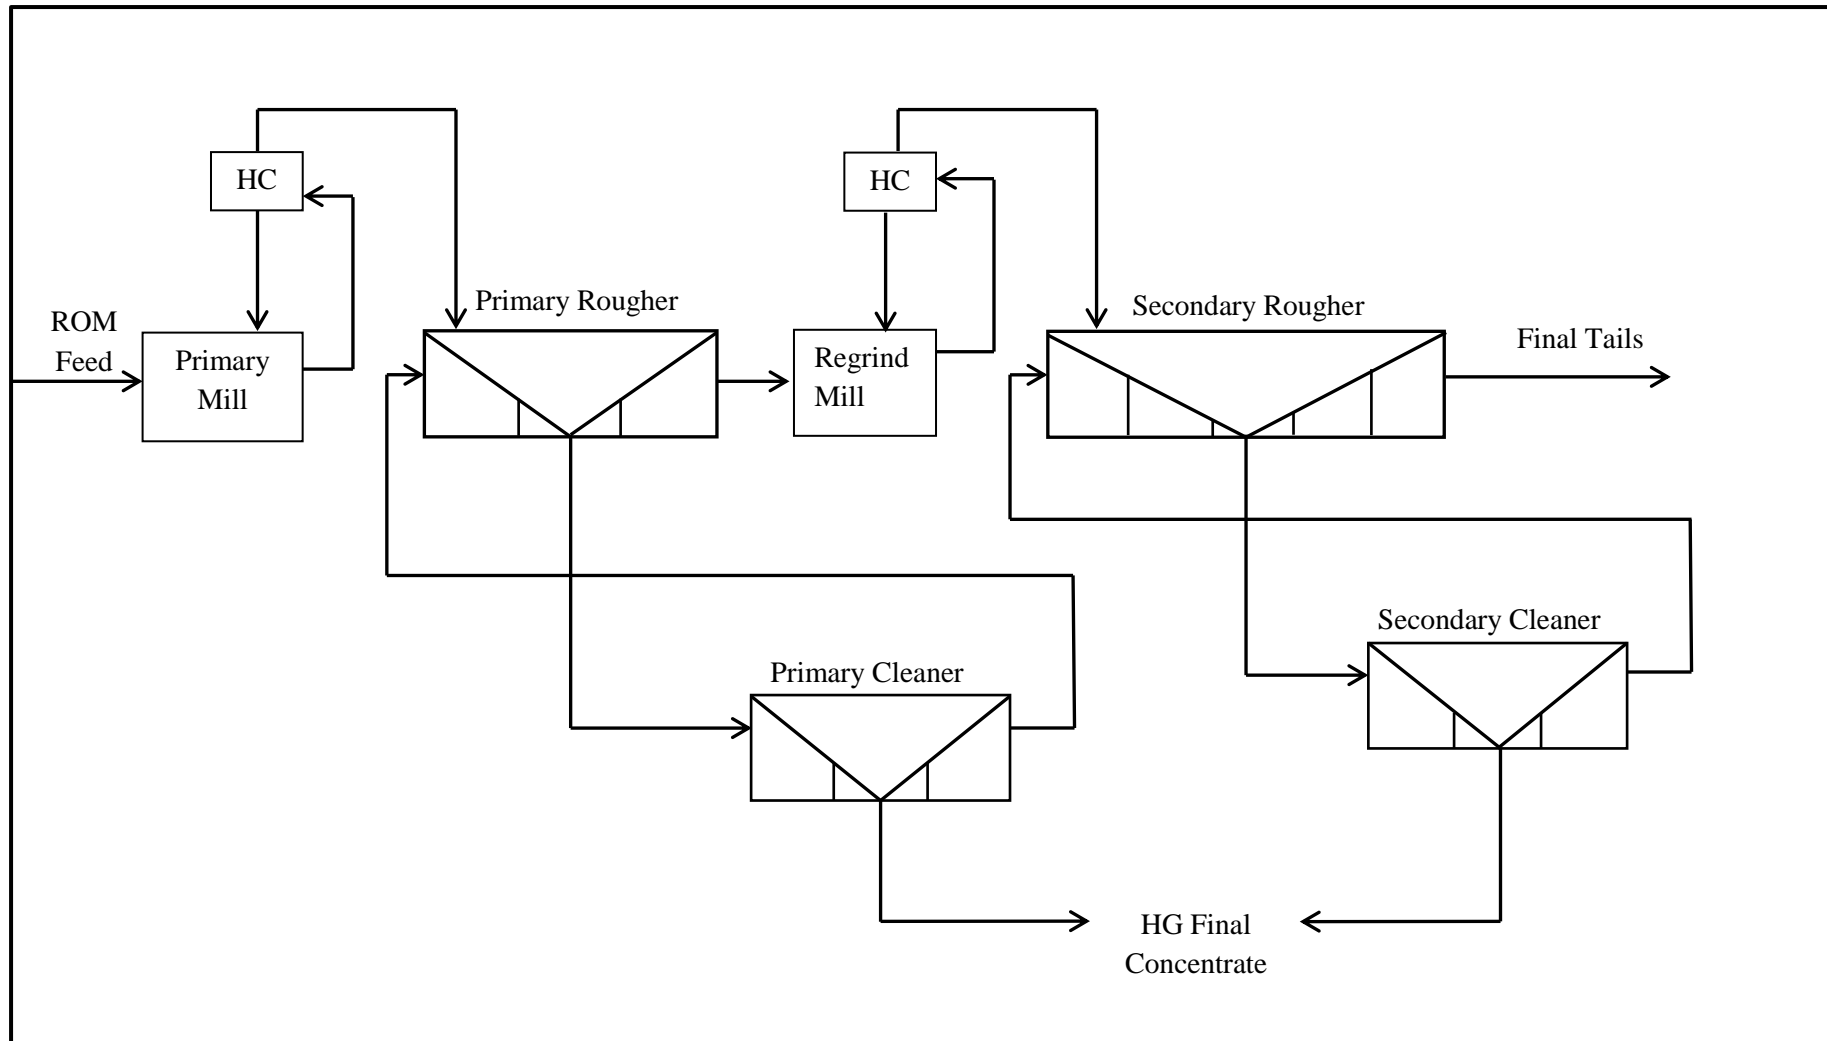 HC
HC
Primary Rougher
Secondary Rougher
ROM
Feed
Primary
Mill
Regrind
Mill
Final Tails
Secondary Cleaner
Primary Cleaner
HG Final
Concentrate